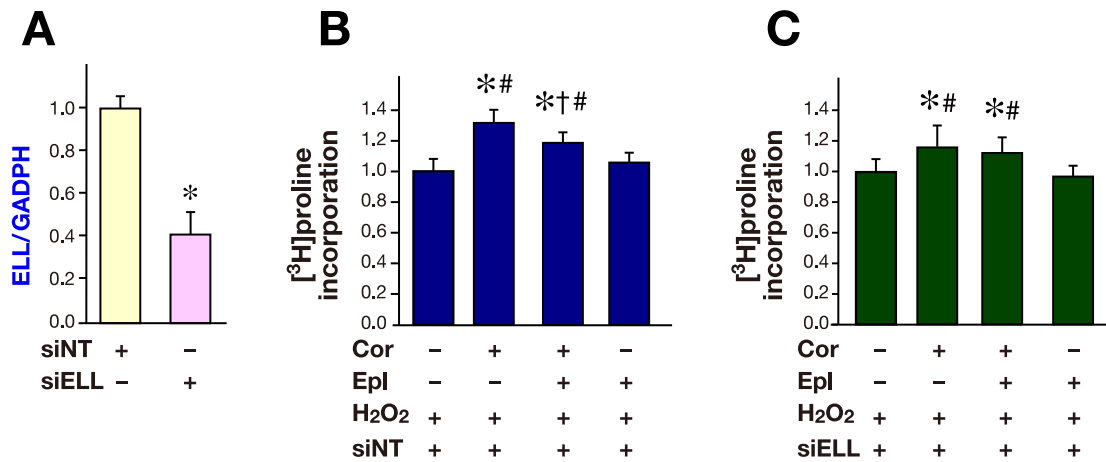 A
ELL/GADPH
1.0
0.8
0.6
0.4
0.2
0.0
*
siNT + −
siELL − +
B
[³H]proline
incorporation
1.4
1.2
1.0
0.8
0.6
0.4
0.2
0.0
*# *†#
Cor − + + −
Epl − − + +
H₂O₂ + + + +
siNT + + + +
C
[³H]proline
incorporation
1.4
1.2
1.0
0.8
0.6
0.4
0.2
0.0
*# *#
Cor − + + −
Epl − − + +
H₂O₂ + + + +
siELL + + + +